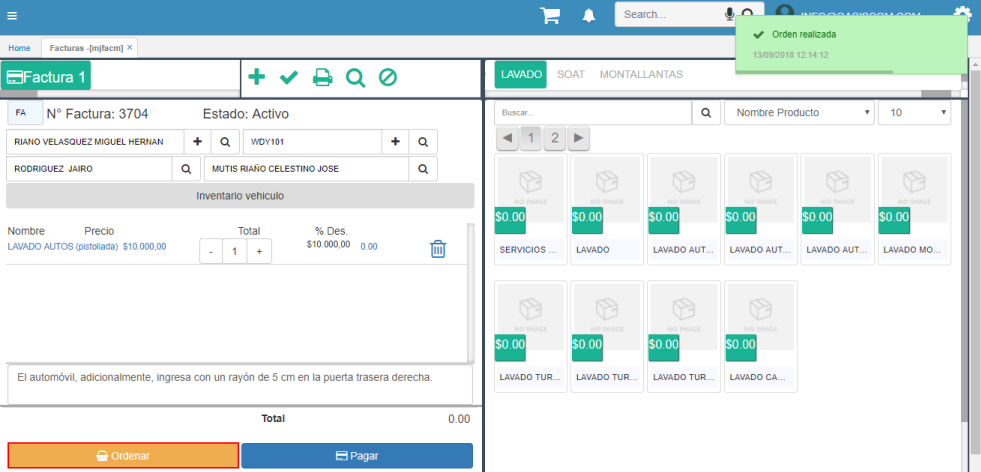 Search...
INFO@OASISCOM.COM
Orden realizada
13/09/2018 12:14:12
Home
Facturas -[mjfacm] ×
Factura 1
LAVADO SOAT MONTALLANTAS
FA N° Factura: 3704 Estado: Activo
RIANO VELASQUEZ MIGUEL HERNAN
WDY101
RODRIGUEZ JAIRO
MUTIS RIAÑO CELESTINO JOSE
Inventario vehiculo
Nombre Precio Total % Des.
LAVADO AUTOS (pistoliada) $10.000,00 - 1 + $10.000,00 0.00
El automóvil, adicionalmente, ingresa con un rayón de 5 cm en la puerta trasera derecha.
Total 0.00
Ordenar
Pagar
Buscar...
Nombre Producto
10
1 2
NO IMAGE NO IMAGE NO IMAGE NO IMAGE NO IMAGE NO IMAGE
$0.00 $0.00 $0.00 $0.00 $0.00 $0.00
SERVICIOS ... LAVADO LAVADO AUT... LAVADO AUT... LAVADO AUT... LAVADO MO...
NO IMAGE NO IMAGE NO IMAGE NO IMAGE
$0.00 $0.00 $0.00 $0.00
LAVADO TUR... LAVADO TUR... LAVADO TUR... LAVADO CA...